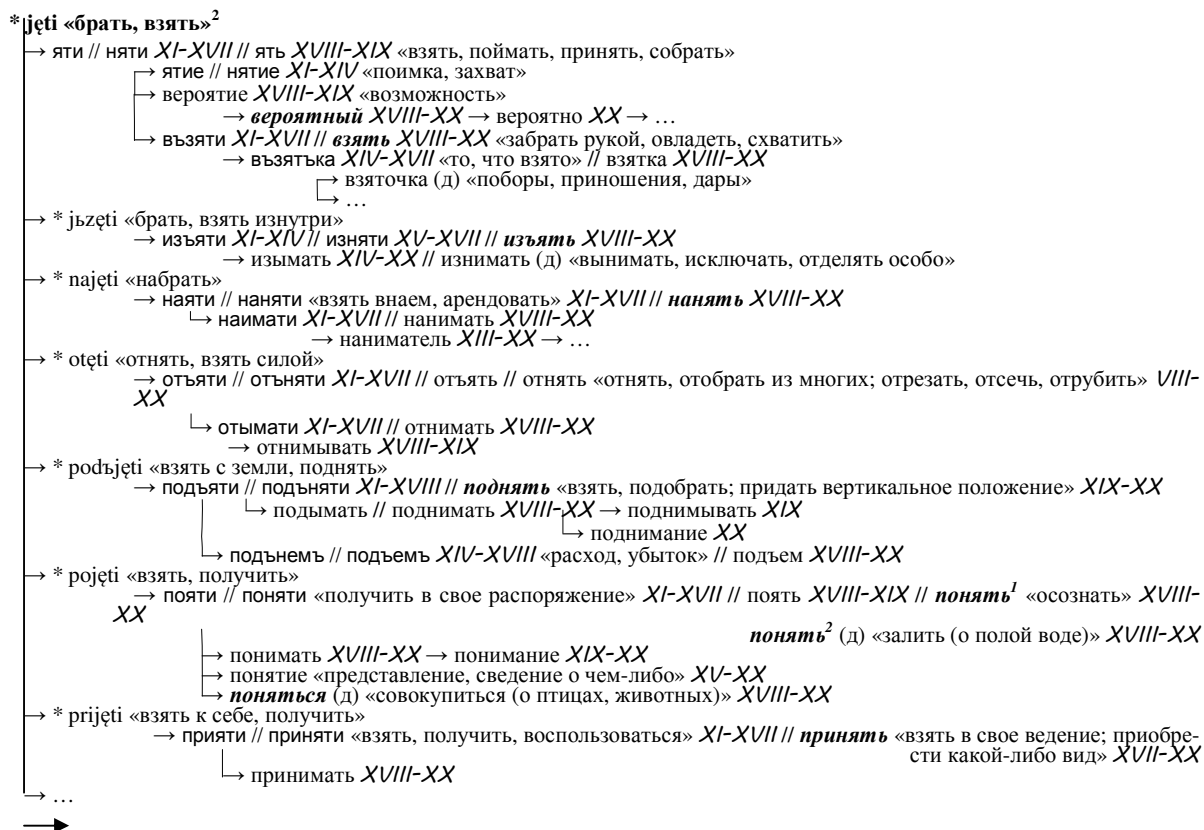 * jęti «брать, взять»²
→ яти // няти XI-XVII // ять XVIII-XIX «взять, поймать, принять, собрать»
→ ятие // нятие XI-XIV «поимка, захват»
→ вероятие XVIII-XIX «возможность»
→ вероятный XVIII-XX → вероятно XX → …
→ възяти XI-XVII // взять XVIII-XX «забрать рукой, овладеть, схватить»
→ възятъка XIV-XVII «то, что взято» // взятка XVIII-XX
→ взяточка (д) «поборы, приношения, дары»
→ …
→ * jьzęti «брать, взять изнутри»
→ изъяти XI-XIV // изняти XV-XVII // изъять XVIII-XX
→ изымать XIV-XX // изнимать (д) «вынимать, исключать, отделять особо»
→ * najęti «набрать»
→ наяти // наняти «взять внаем, арендовать» XI-XVII // нанять XVIII-XX
→ наимати XI-XVII // нанимать XVIII-XX
→ наниматель XIII-XX → …
→ * otęti «отнять, взять силой»
→ отъяти // отъняти XI-XVII // отъять // отнять «отнять, отобрать из многих; отрезать, отсечь, отрубить» VIII-
XX
→ отымати XI-XVII // отнимать XVIII-XX
→ отнимывать XVIII-XIX
→ * podъjęti «взять с земли, поднять»
→ подъяти // подъняти XI-XVIII // поднять «взять, подобрать; придать вертикальное положение» XIX-XX
→ подымать // поднимать XVIII-XX → поднимывать XIX
→ поднимание XX
→ подънемъ // подъемъ XIV-XVIII «расход, убыток» // подъем XVIII-XX
→ * pojęti «взять, получить»
→ пояти // поняти «получить в свое распоряжение» XI-XVII // поять XVIII-XIX // понять¹ «осознать» XVIII-
XX
понять² (д) «залить (о полой воде)» XVIII-XX
→ понимать XVIII-XX → понимание XIX-XX
→ понятие «представление, сведение о чем-либо» XV-XX
→ поняться (д) «совокупиться (о птицах, животных)» XVIII-XX
→ * prijęti «взять к себе, получить»
→ прияти // приняти «взять, получить, воспользоваться» XI-XVII // принять «взять в свое ведение; приобре-
сти какой-либо вид» XVII-XX
→ принимать XVIII-XX
→ …